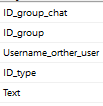 ID_group_chat
ID_group
Username_orther_user
ID_type
Text